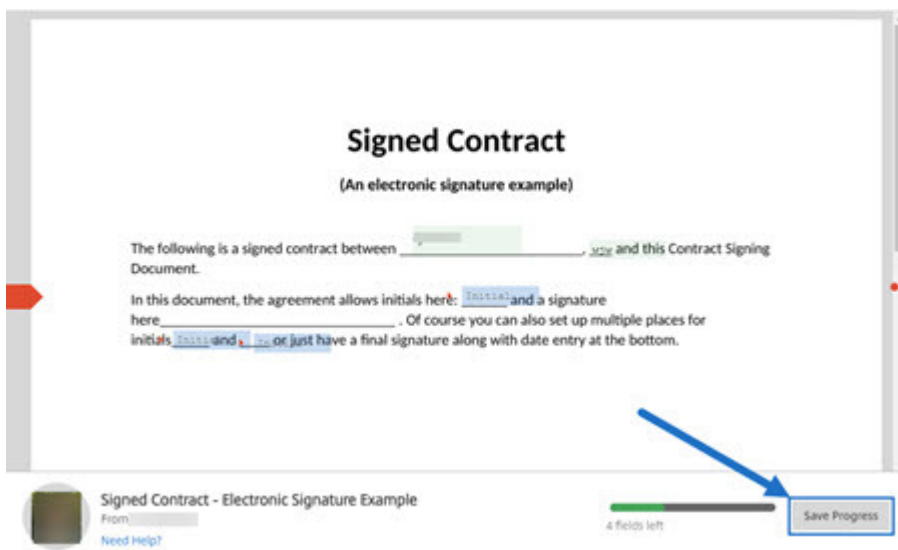 Signed Contract
(An electronic signature example)
The following is a signed contract between ______, and this Contract Signing
Document.
In this document, the agreement allows initials here: Initial and a signature
here______. Of course you can also set up multiple places for
initials Initi and or just have a final signature along with date entry at the bottom.
Signed Contract - Electronic Signature Example
From
Need Help?
4 fields left
Save Progress